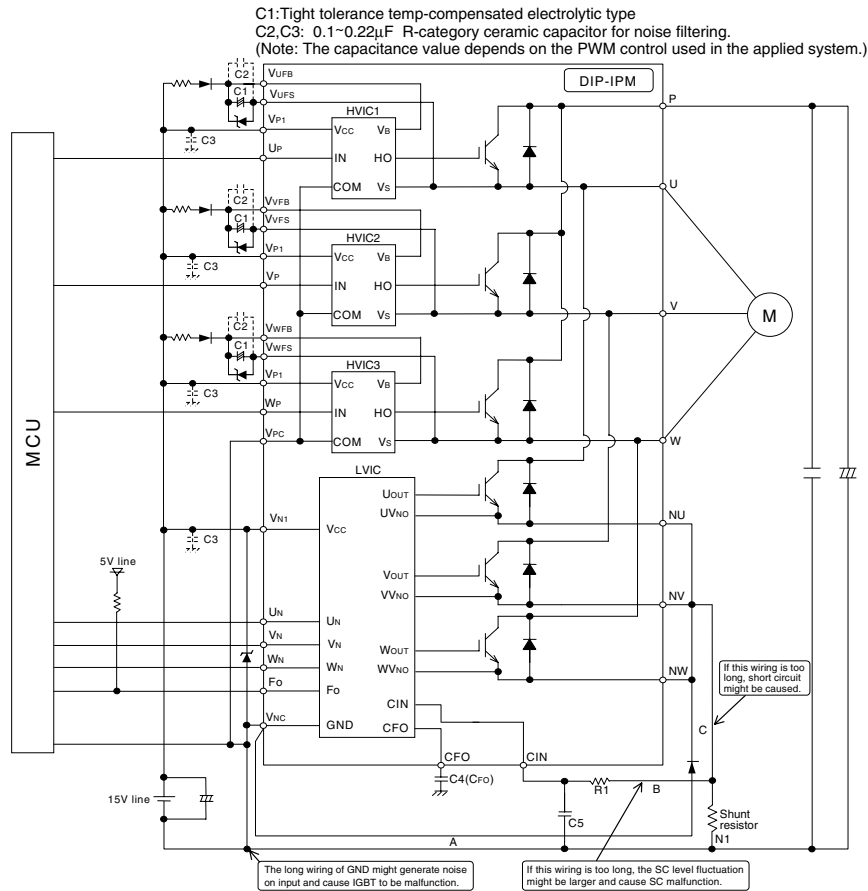 C1:Tight tolerance temp-compensated electrolytic type
C2,C3: 0.1~0.22μF R-category ceramic capacitor for noise filtering.
(Note: The capacitance value depends on the PWM control used in the applied system.)
DIP-IPM
MCU
C2
C1
VUFB
VUFS
VP1
C3
UP
HVIC1
VCC
VB
IN
HO
COM
VS
P
U
C2
C1
VVFB
VVFS
VP1
C3
VP
HVIC2
VCC
VB
IN
HO
COM
VS
V
M
C2
C1
VWFB
VWFS
VP1
C3
WP
VPC
HVIC3
VCC
VB
IN
HO
COM
VS
W
LVIC
UOUT
UVNO
NU
VN1
VCC
C3
5V line
VOUT
VVNO
NV
UN
UN
VN
VN
WN
WN
WOUT
WVNO
NW
Fo
Fo
CIN
VNC
GND
CFO
If this wiring is too
long, short circuit
might be caused.
C
CFO
CIN
C4(CFO)
15V line
R1
B
C5
Shunt
resistor
N1
A
The long wiring of GND might generate noise
on input and cause IGBT to be malfunction.
If this wiring is too long, the SC level fluctuation
might be larger and cause SC malfunction.